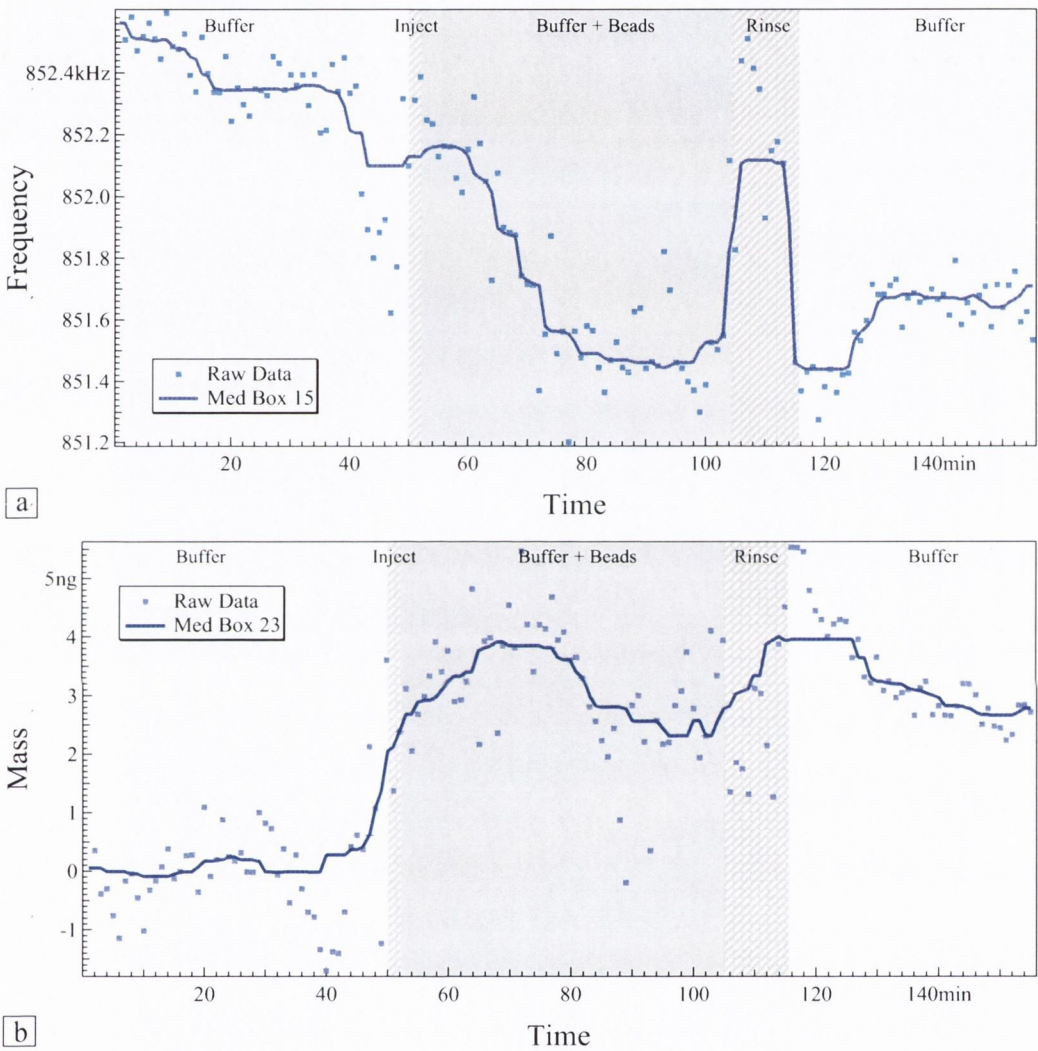 Buffer Inject Buffer + Beads Rinse Buffer
852.4kHz
852.2
852.0
851.8
851.6
851.4
851.2
Frequency
Raw Data
Med Box 15
20 40 60 80 100 120 140min
Time
a
Buffer Inject Buffer + Beads Rinse Buffer
5ng
4
3
2
1
0
-1
Mass
Raw Data
Med Box 23
20 40 60 80 100 120 140min
Time
b